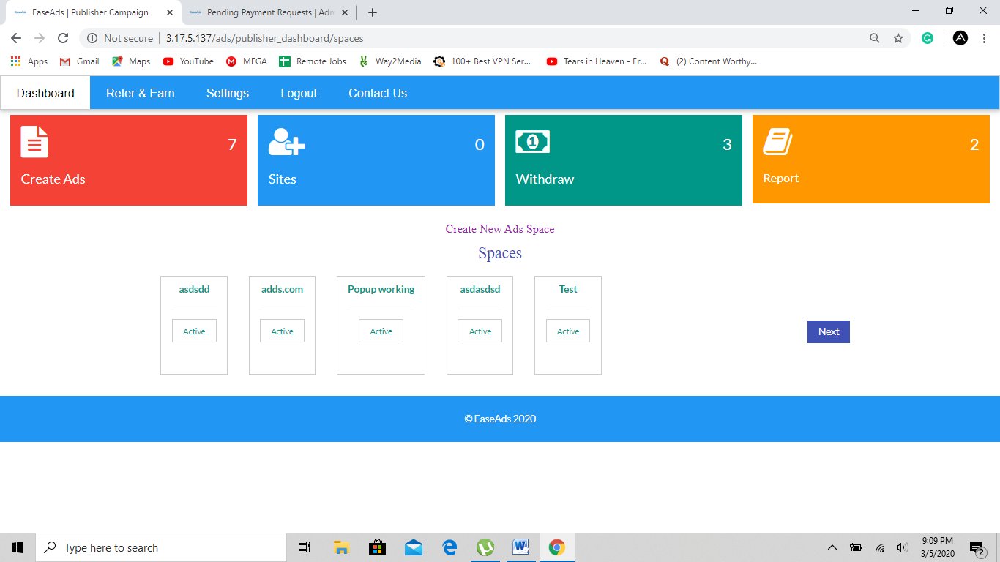 EaseAds | Publisher Campaign
Pending Payment Requests | Adm
Not secure
3.17.5.137/ads/publisher_dashboard/spaces
Apps
Gmail
Maps
YouTube
MEGA
Remote Jobs
Way2Media
100+ Best VPN Ser...
Tears in Heaven - Er...
(2) Content Worthy...
Dashboard
Refer & Earn
Settings
Logout
Contact Us
7
Create Ads
0
Sites
3
Withdraw
2
Report
Create New Ads Space
Spaces
asdsdd
Active
adds.com
Active
Popup working
Active
asdasdsd
Active
Test
Active
Next
© EaseAds 2020
Type here to search
9:09 PM
3/5/2020
2